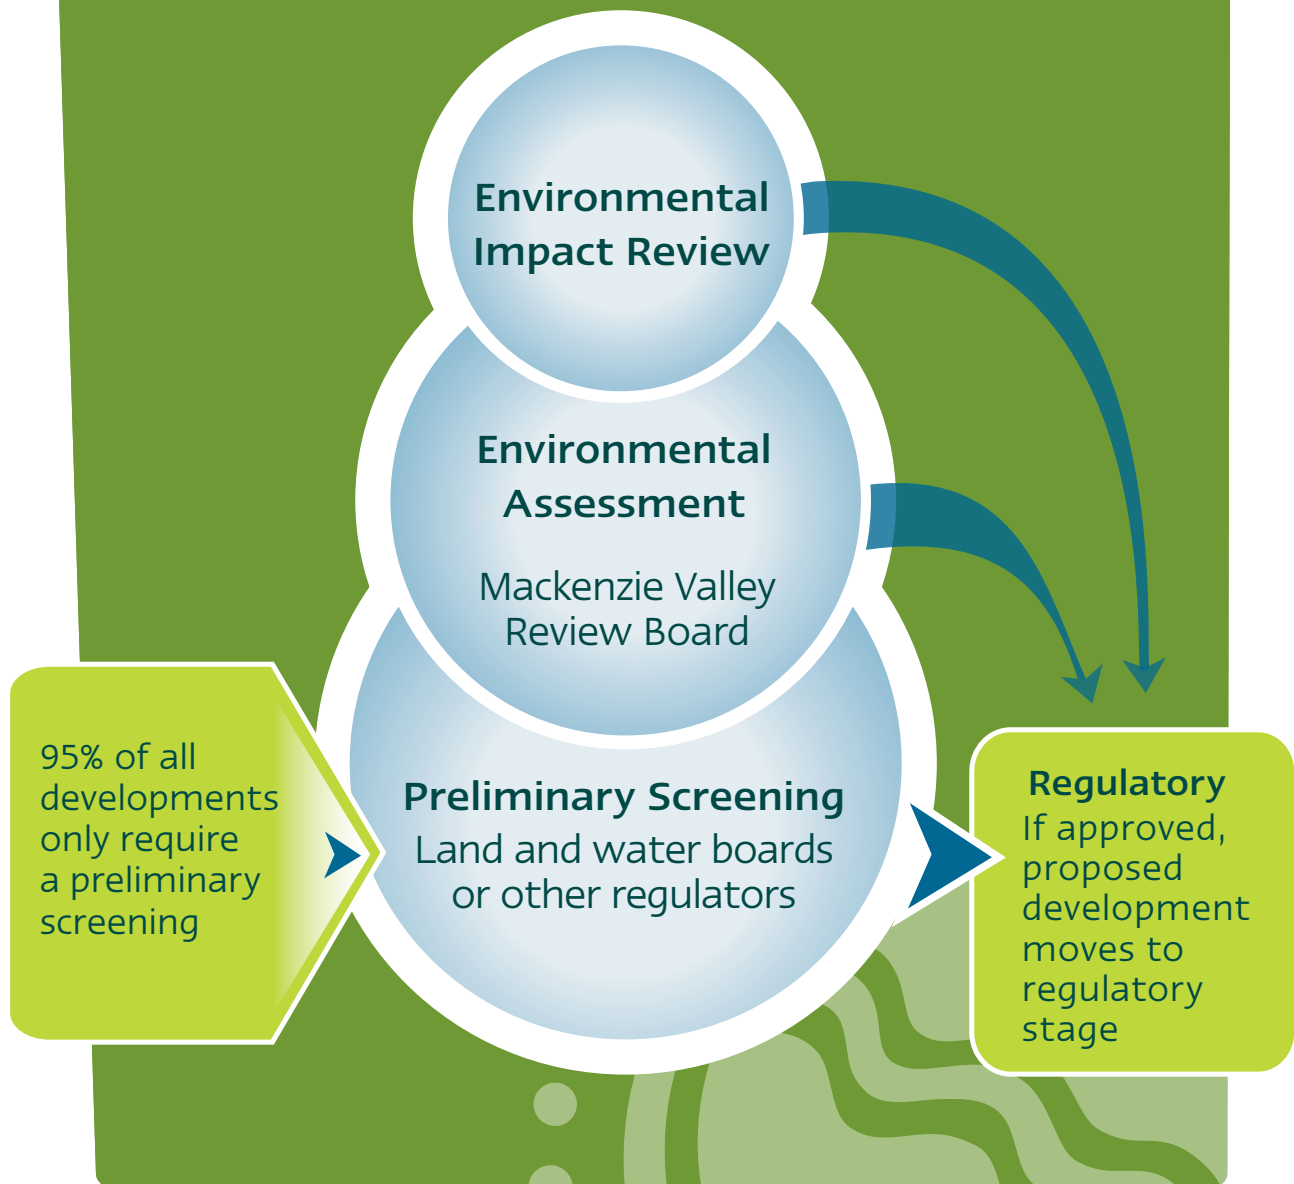 Environmental
Impact Review
Environmental
Assessment
Mackenzie Valley
Review Board
95% of all
developments
only require
a preliminary
screening
Preliminary Screening
Land and water boards
or other regulators
Regulatory
If approved,
proposed
development
moves to
regulatory
stage